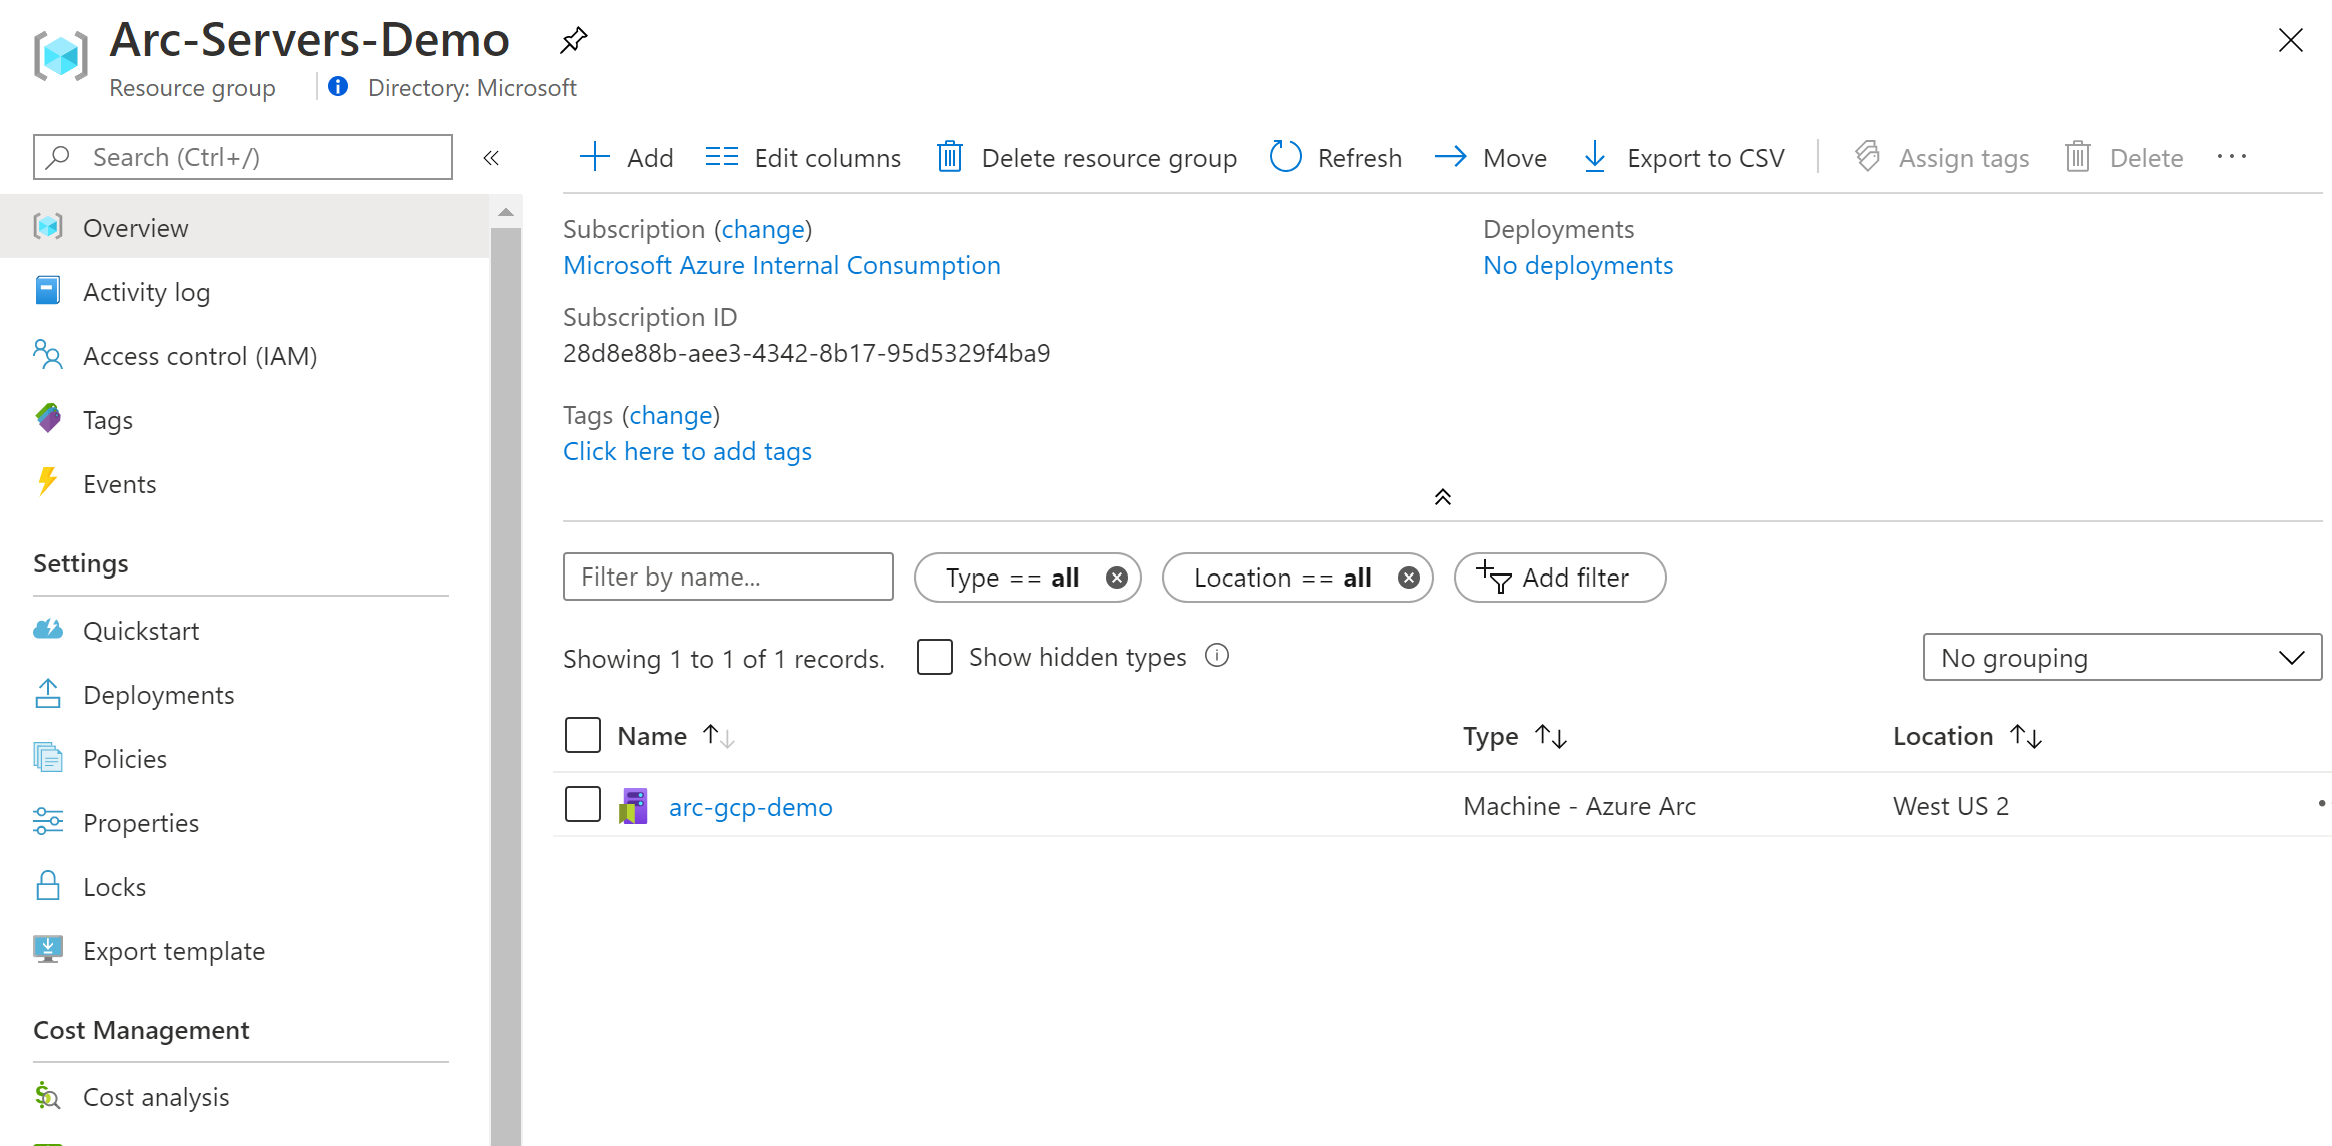 Arc-Servers-Demo
Resource group
Directory: Microsoft
Search (Ctrl+/)
Overview
Activity log
Access control (IAM)
Tags
Events
Settings
Quickstart
Deployments
Policies
Properties
Locks
Export template
Cost Management
Cost analysis
Add
Edit columns
Delete resource group
Refresh
Move
Export to CSV
Assign tags
Delete
Subscription (change)
Microsoft Azure Internal Consumption
Deployments
No deployments
Subscription ID
28d8e88b-aee3-4342-8b17-95d5329f4ba9
Tags (change)
Click here to add tags
Filter by name...
Type == all
Location == all
Add filter
Showing 1 to 1 of 1 records.
Show hidden types
No grouping
Name
Type
Location
arc-gcp-demo
Machine - Azure Arc
West US 2